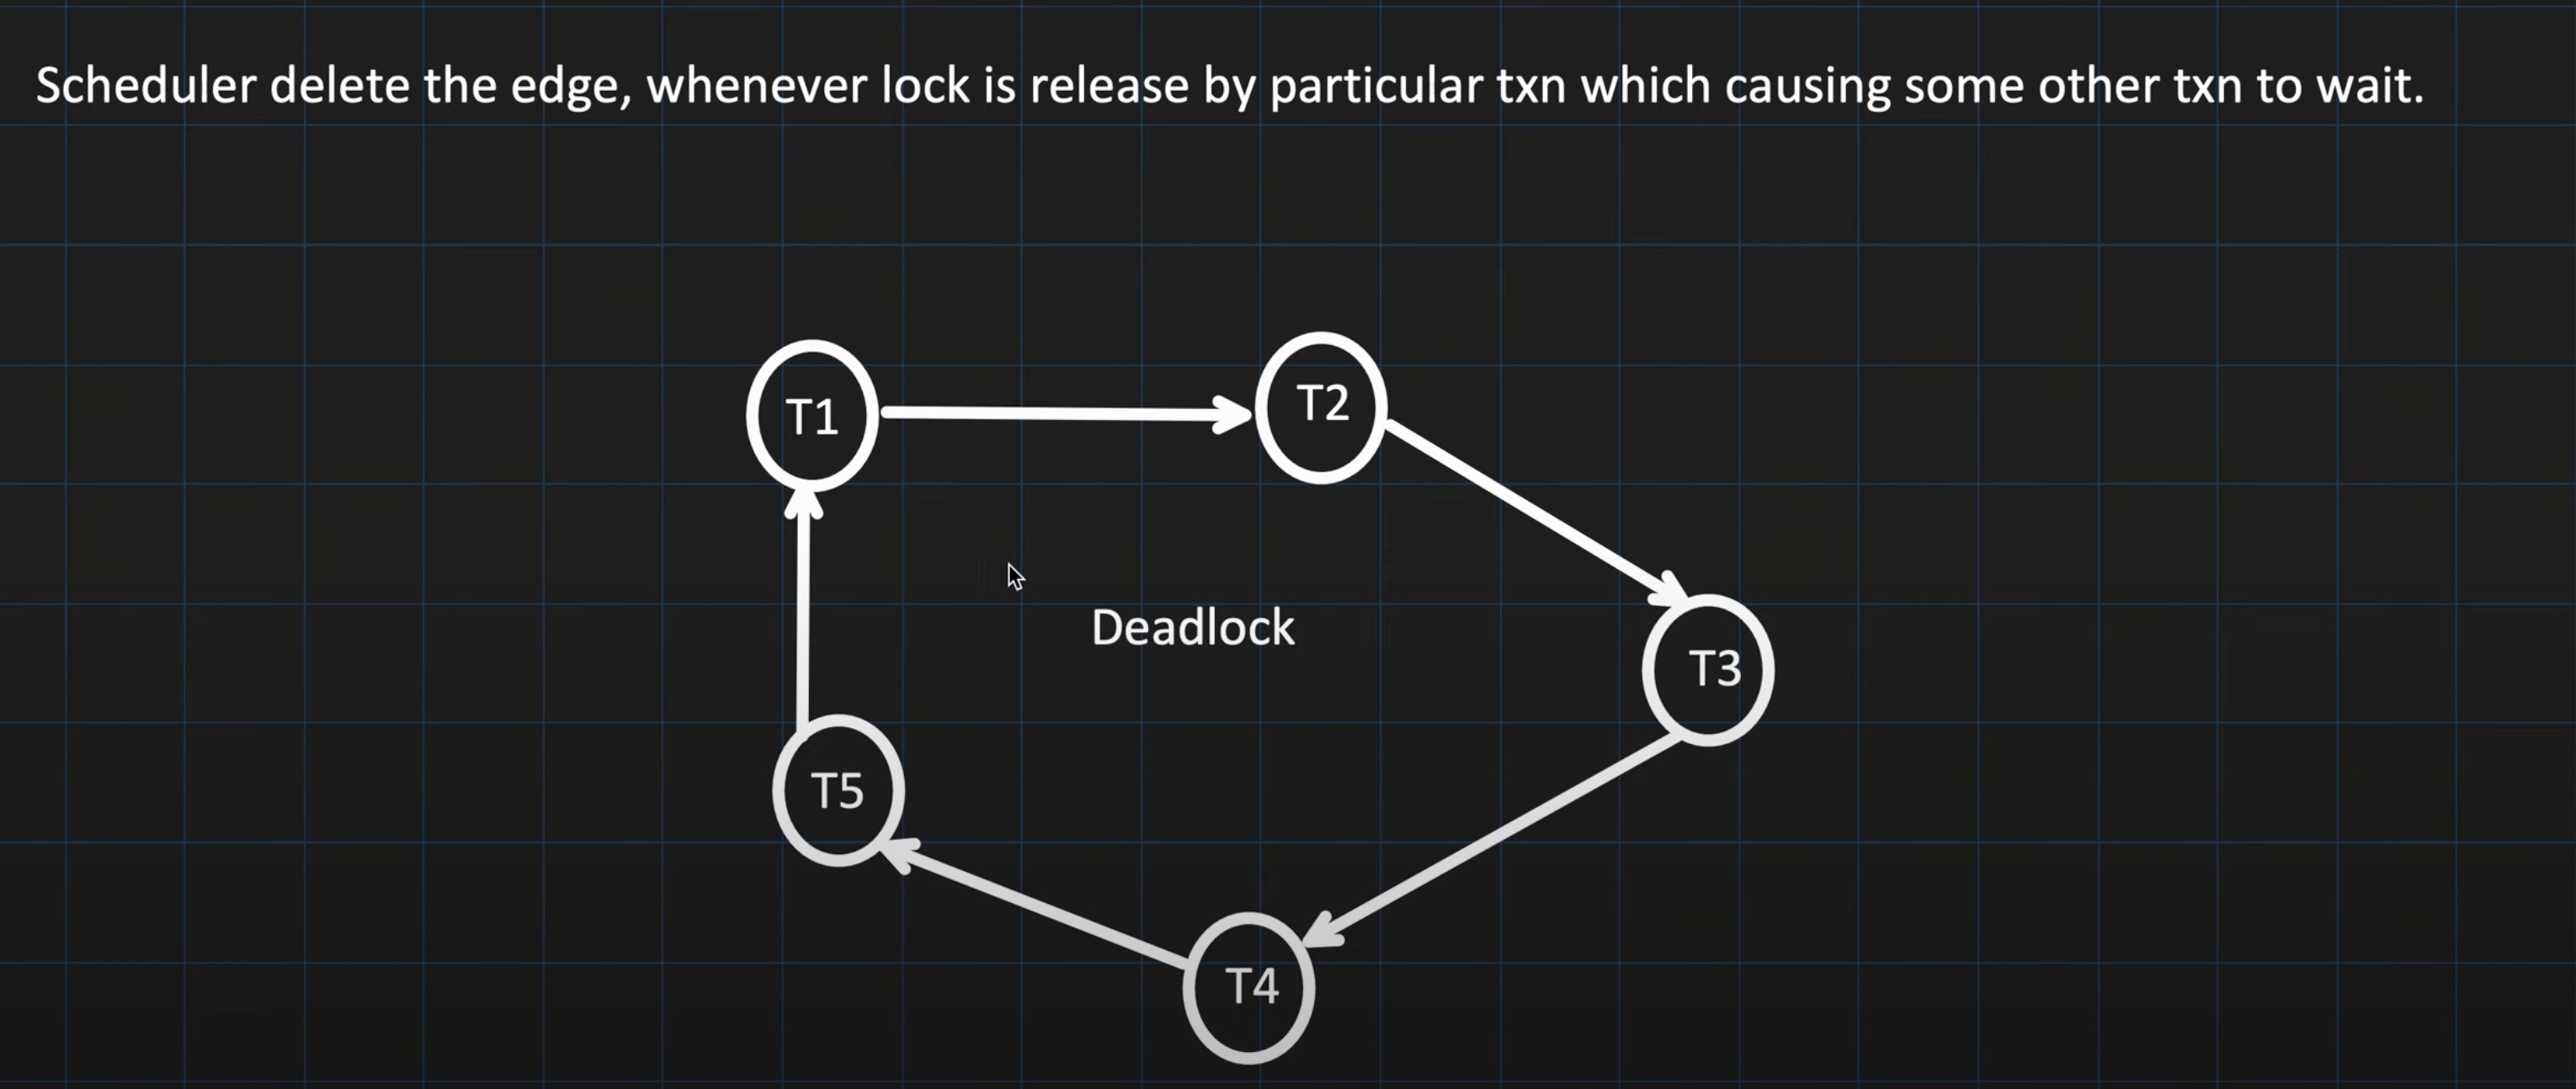 Scheduler delete the edge, whenever lock is release by particular txn which causing some other txn to wait.
T1
T2
Deadlock
T3
T5
T4